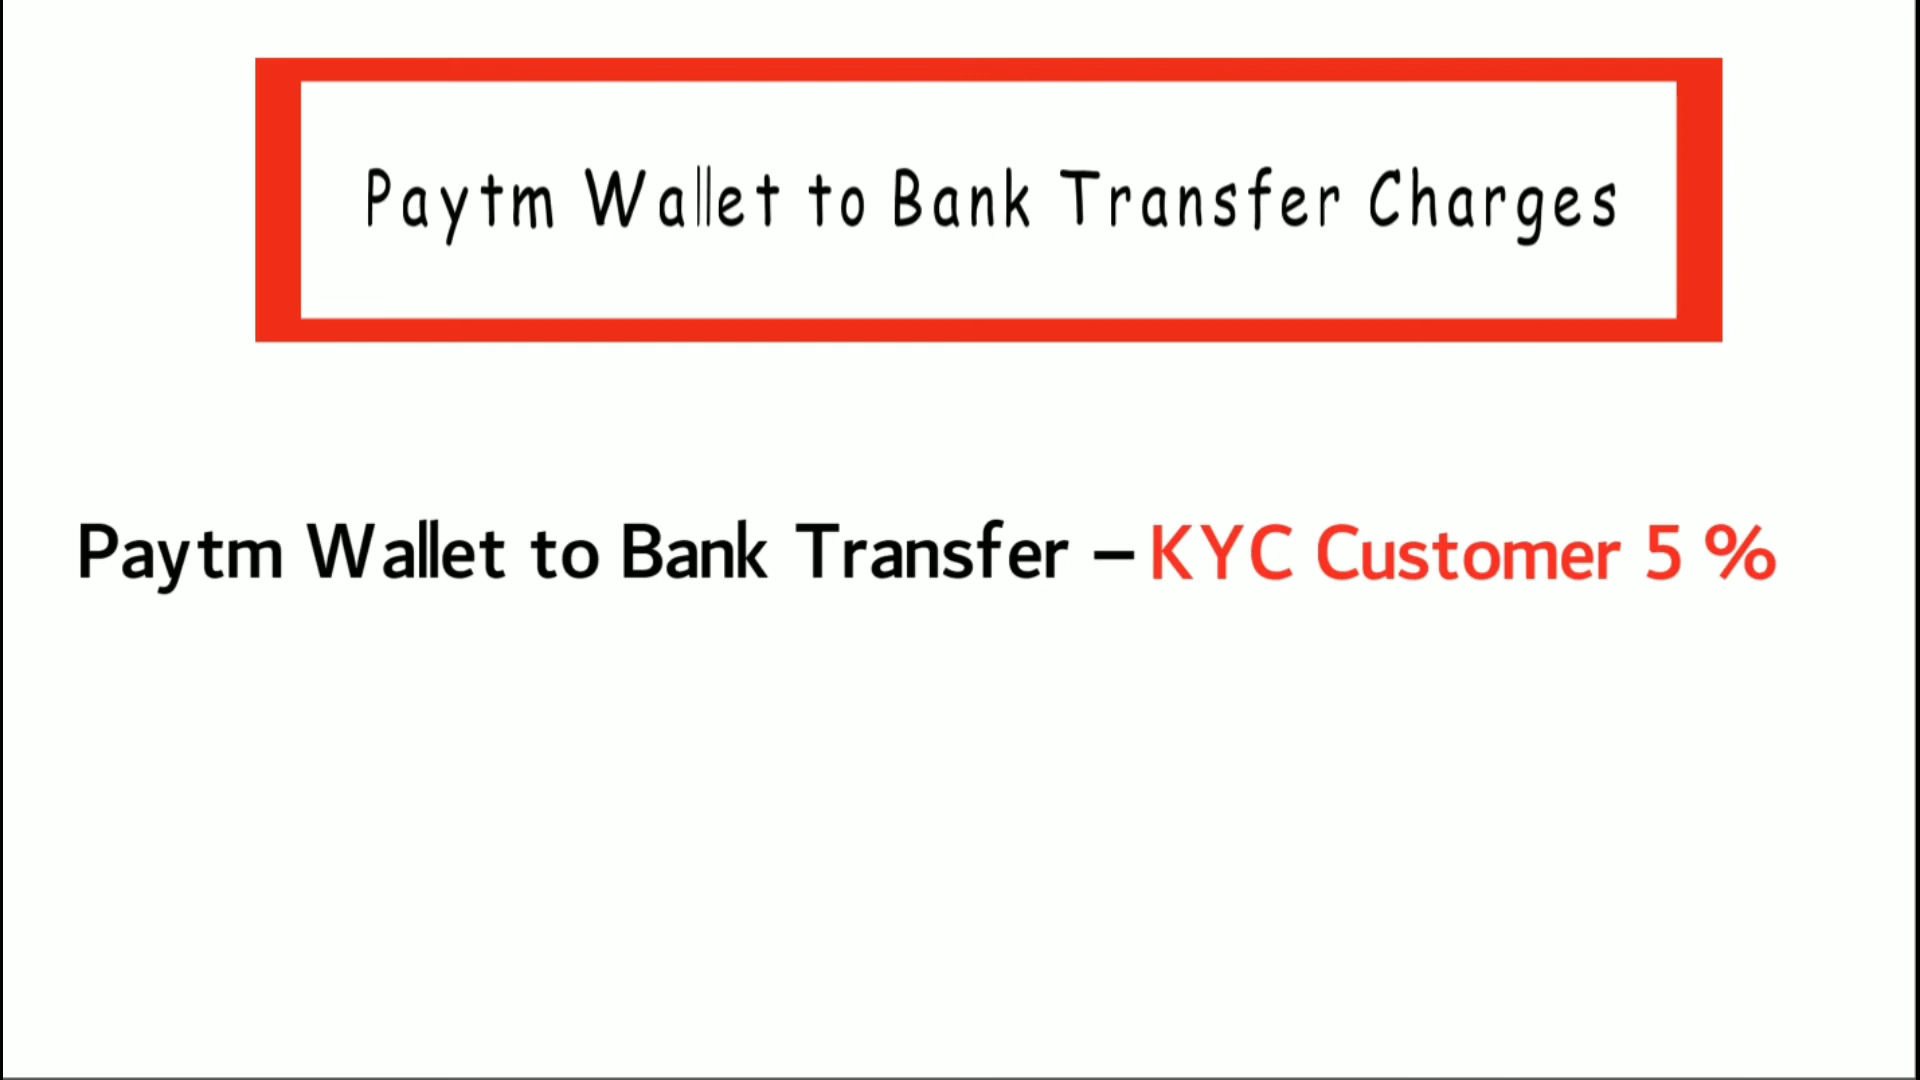 Paytm Wallet to Bank Transfer Charges
Paytm Wallet to Bank Transfer – KYC Customer 5 %